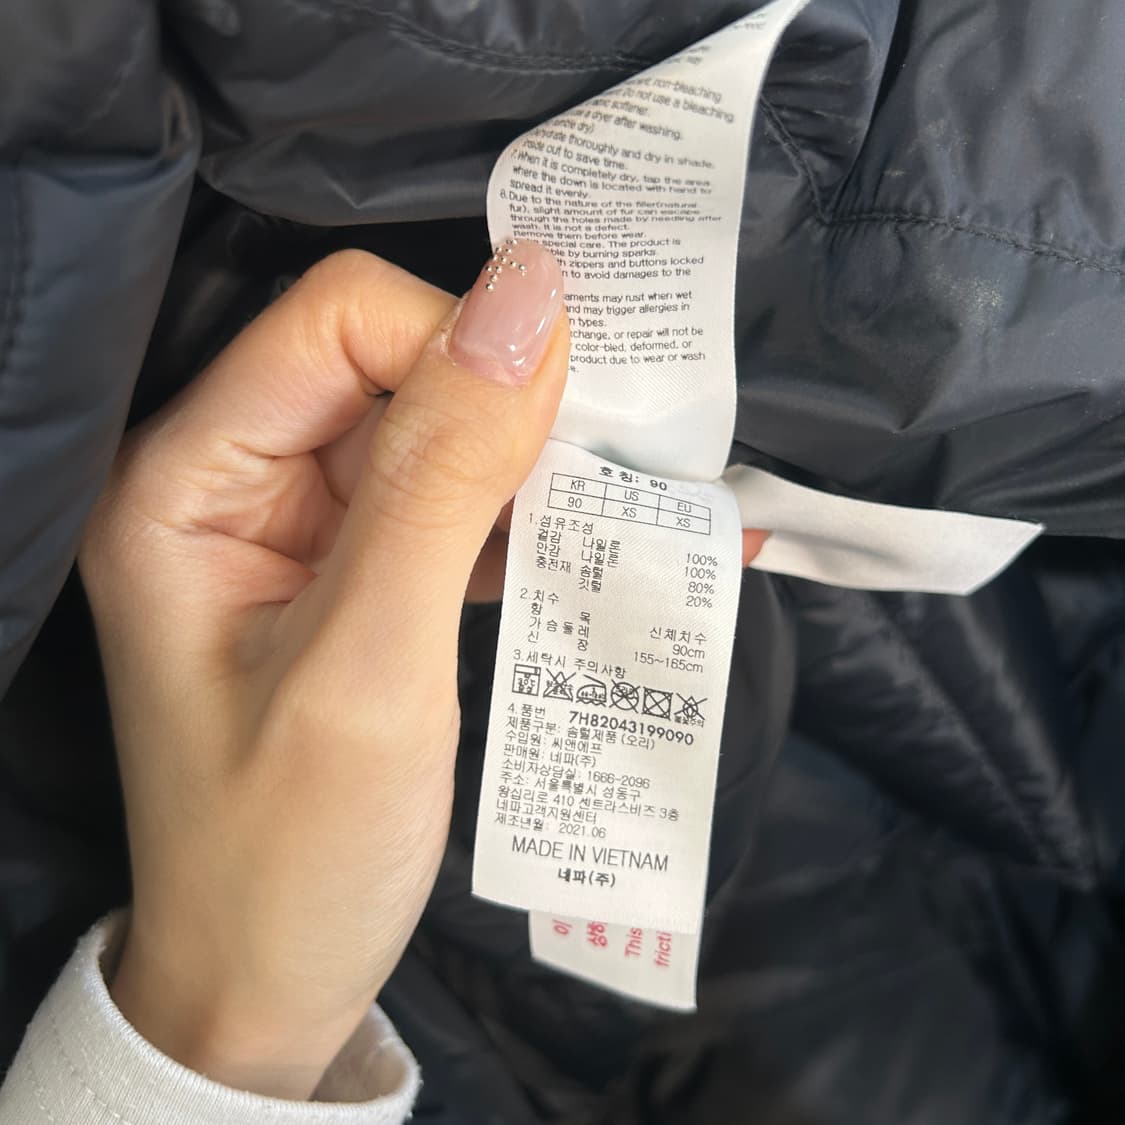 non-bleaching
Do not use a bleaching
softener.
a dryer after washing.
thoroughly and dry in shade.
inside out to save time.
7.When it is completely dry, tap the area
where the down is located with hand to
spread it evenly.
8.Due to the nature of the filler(natural
fur), slight amount of fur can escape
through the holes made by needling after
wash. It is not a defect.
Remove them before wear.
special care. The product is
ble by burning sparks.
th zippers and buttons locked
n to avoid damages to the
aments may rust when wet
and may trigger allergies in
n types.
change, or repair will not be
color-bled, deformed, or
product due to wear or wash
호 칭: 90
KR US EU
90 XS XS
1.섬유조성
겉감 나일론 100%
안감 나일론 100%
충전재 솜털 80%
깃털 20%
2.치수
항 목 신체치수
가슴둘레 90cm
신 장 155~165cm
3.세탁시 주의사항
4.품번 7H82043199090
제품구분: 솜털제품 (오리)
수입원: 씨앤에프
판매원: 네파(주)
소비자상담실: 1666-2096
주소: 서울특별시 성동구
왕십리로 410 센트라스비즈 3층
네파고객지원센터
제조년월: 2021.06
MADE IN VIETNAM
네파(주)
이
상하
This
fricti